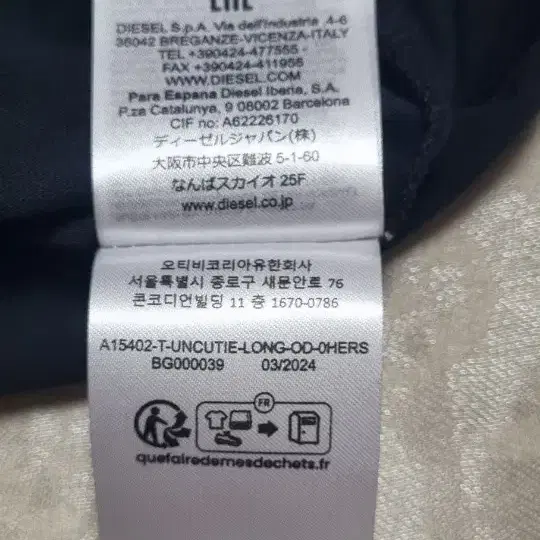 EAC
DIESEL S.p.A. Via dell'Industria ,4-6
36042 BREGANZE-VICENZA-ITALY
TEL +390424-477555 -
FAX +390424-411955
WWW.DIESEL.COM
Para Espana Diesel Iberia, S.A.
P.za Catalunya, 9 08002 Barcelona
CIF no: A62226170
ディーゼルジャパン(株)
大阪市中央区難波 5-1-60
なんばスカイオ 25F
www.diesel.co.jp
오티비코리아유한회사
서울특별시 종로구 새문안로 76
콘코디언빌딩 11 층 1670-0786
A15402-T-UNCUTIE-LONG-OD-0HERS
BG000039 03/2024
FR
quefairedemesdechets.fr